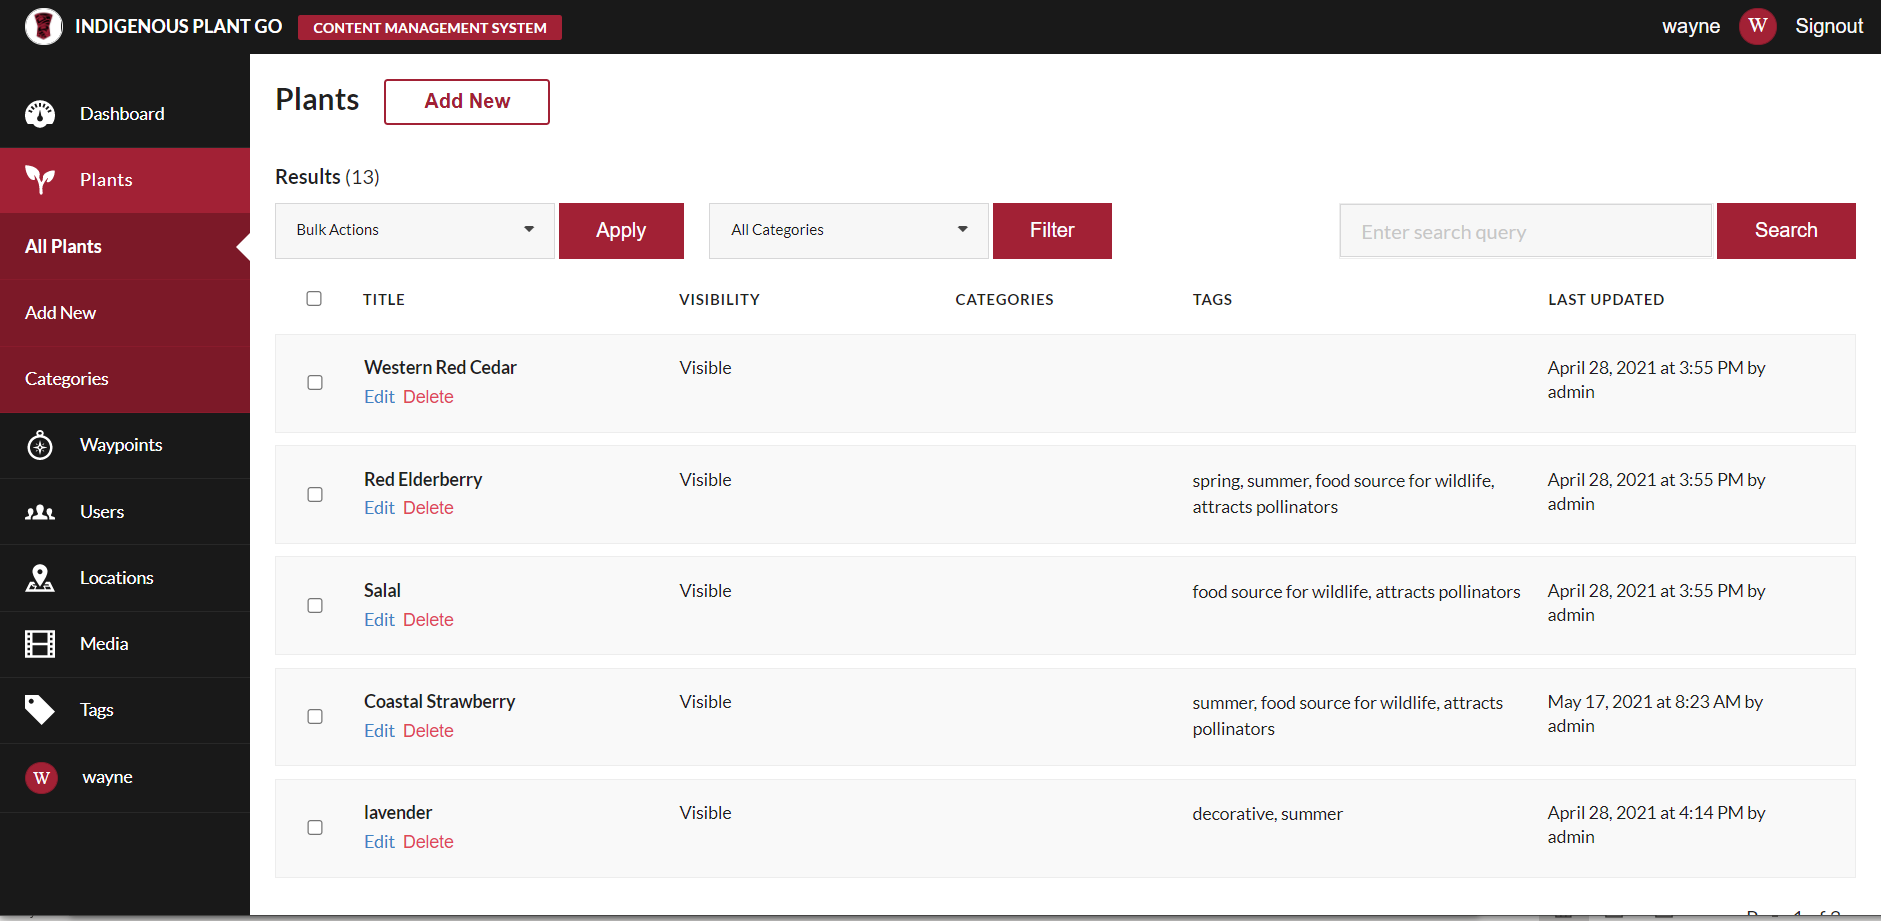 INDIGENOUS PLANT GO CONTENT MANAGEMENT SYSTEM wayne W Signout
Dashboard
Plants
All Plants
Add New
Categories
Waypoints
Users
Locations
Media
Tags
W wayne
Plants Add New
Results (13)
Bulk Actions Apply All Categories Filter Enter search query Search
TITLE VISIBILITY CATEGORIES TAGS LAST UPDATED
Western Red Cedar Visible April 28, 2021 at 3:55 PM by
admin
Edit Delete
Red Elderberry Visible spring, summer, food source for wildlife, April 28, 2021 at 3:55 PM by
Edit Delete attracts pollinators admin
Salal Visible food source for wildlife, attracts pollinators April 28, 2021 at 3:55 PM by
Edit Delete admin
Coastal Strawberry Visible summer, food source for wildlife, attracts May 17, 2021 at 8:23 AM by
Edit Delete pollinators admin
lavender Visible decorative, summer April 28, 2021 at 4:14 PM by
Edit Delete admin